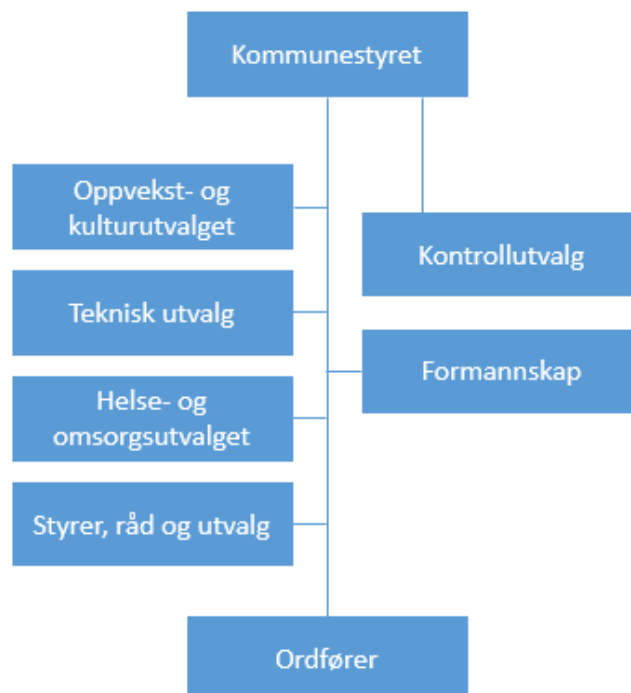 Kommunestyret
Oppvekst- og
kulturutvalget
Kontrollutvalg
Teknisk utvalg
Formannskap
Helse- og
omsorgsutvalget
Styrer, råd og utvalg
Ordfører